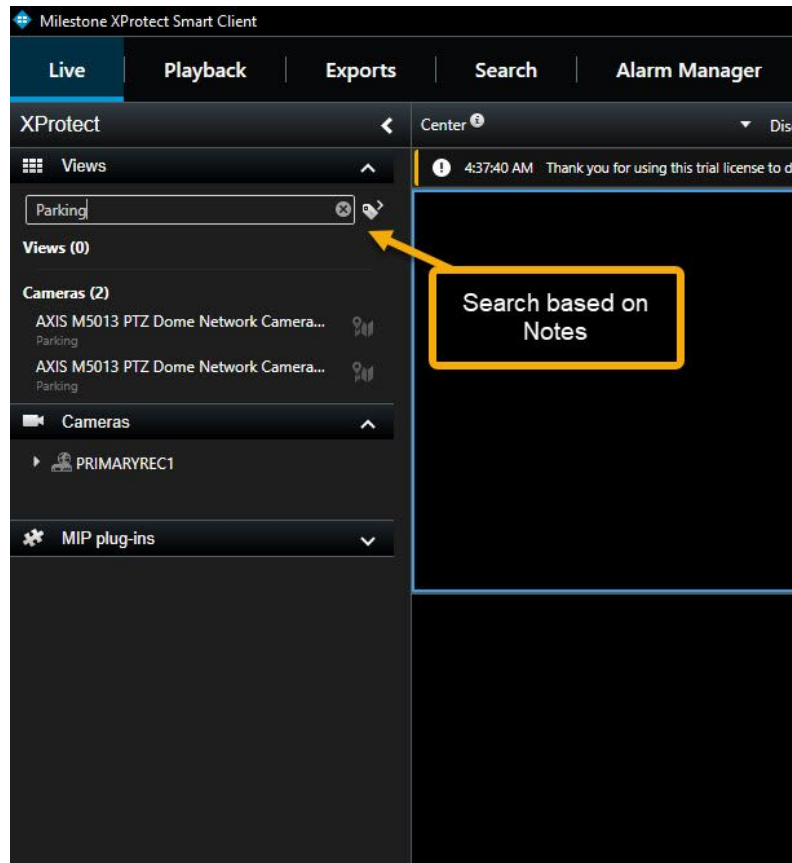 Milestone XProtect Smart Client
Live Playback Exports Search Alarm Manager
XProtect
Center
Dis
Views
4:37:40 AM Thank you for using this trial license to d
Parking
Views (0)
Search based on
Notes
Cameras (2)
AXIS M5013 PTZ Dome Network Camera...
Parking
AXIS M5013 PTZ Dome Network Camera...
Parking
Cameras
PRIMARYREC1
MIP plug-ins